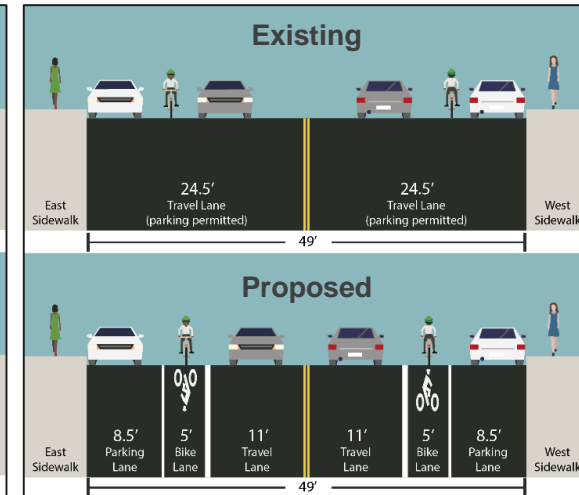 Existing
24.5′
Travel Lane
(parking permitted)
24.5′
Travel Lane
(parking permitted)
East
Sidewalk
West
Sidewalk
49′
Proposed
8.5′
Parking
Lane
5′
Bike
Lane
11′
Travel
Lane
11′
Travel
Lane
5′
Bike
Lane
8.5′
Parking
Lane
East
Sidewalk
West
Sidewalk
49′